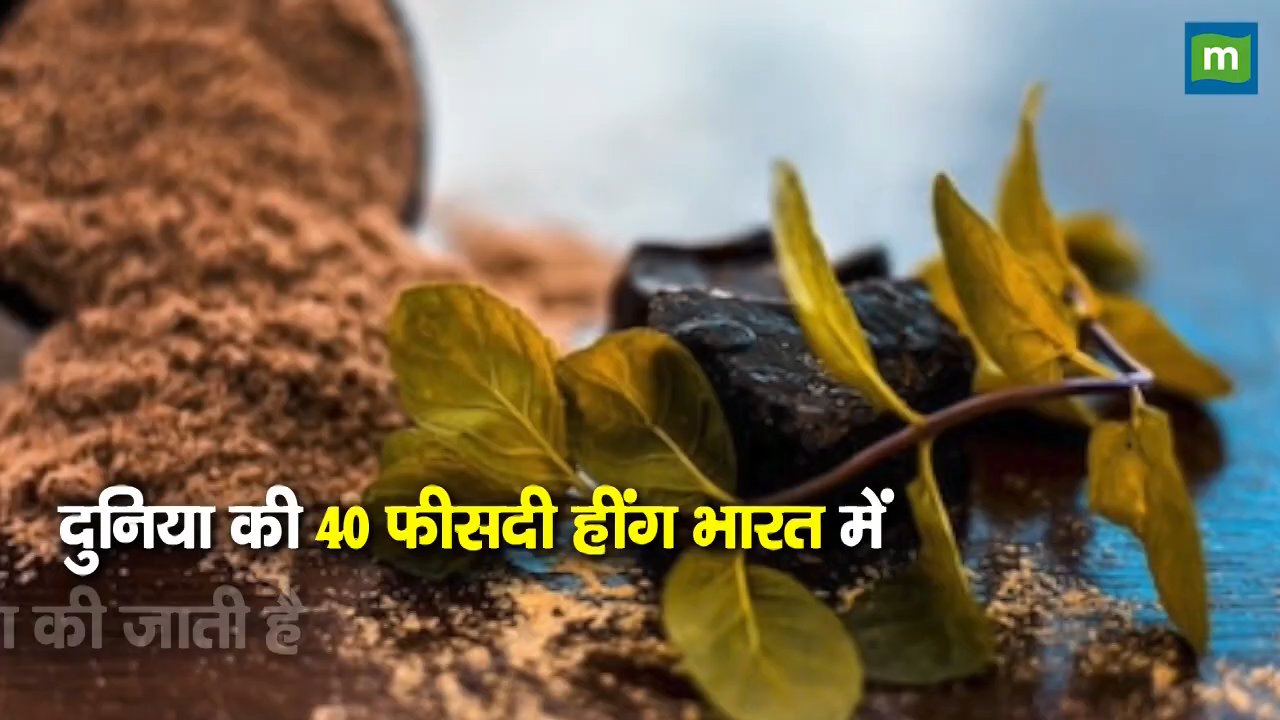 m
दुनिया की 40 फीसदी हींग भारत में
की जाती है